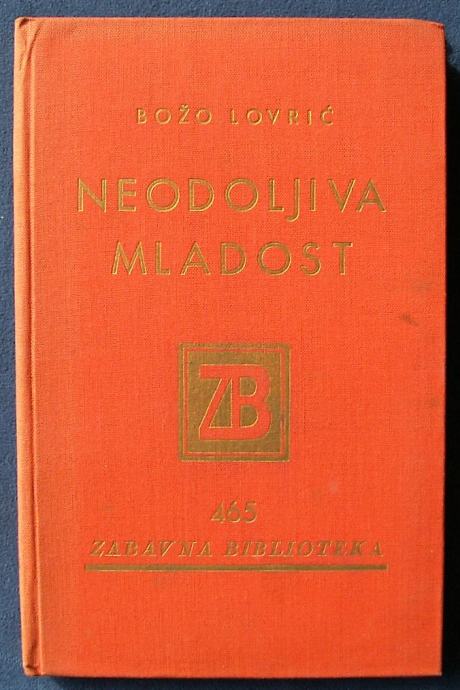 BOŽO LOVRIĆ
NEODOLJIVA
MLADOST
ZB
465
ZABAVNA BIBLIOTEKA